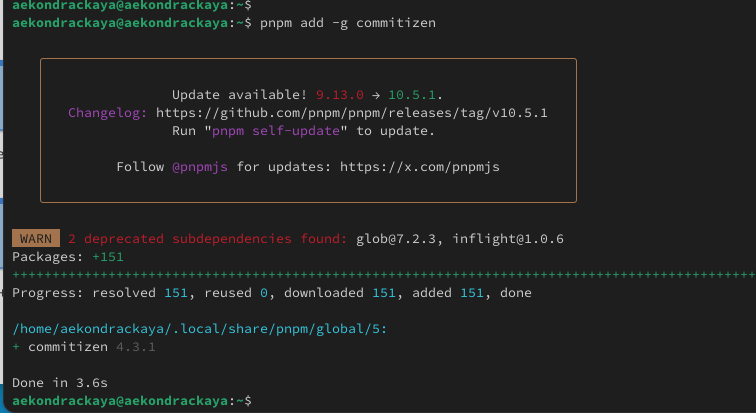 aekondrackaya@aekondrackaya:~$
aekondrackaya@aekondrackaya:~$ pnpm add -g commitizen
Update available! 9.13.0 → 10.5.1.
Changelog: https://github.com/pnpm/pnpm/releases/tag/v10.5.1
Run "pnpm self-update" to update.
Follow @pnpmjs for updates: https://x.com/pnpmjs
WARN 2 deprecated subdependencies found: glob@7.2.3, inflight@1.0.6
Packages: +151
++++++++++++++++++++++++++++++++++++++++++++++++++++++++++++++++++++++++++++++++++++++++++++++
Progress: resolved 151, reused 0, downloaded 151, added 151, done
/home/aekondrackaya/.local/share/pnpm/global/5:
+ commitizen 4.3.1
Done in 3.6s
aekondrackaya@aekondrackaya:~$